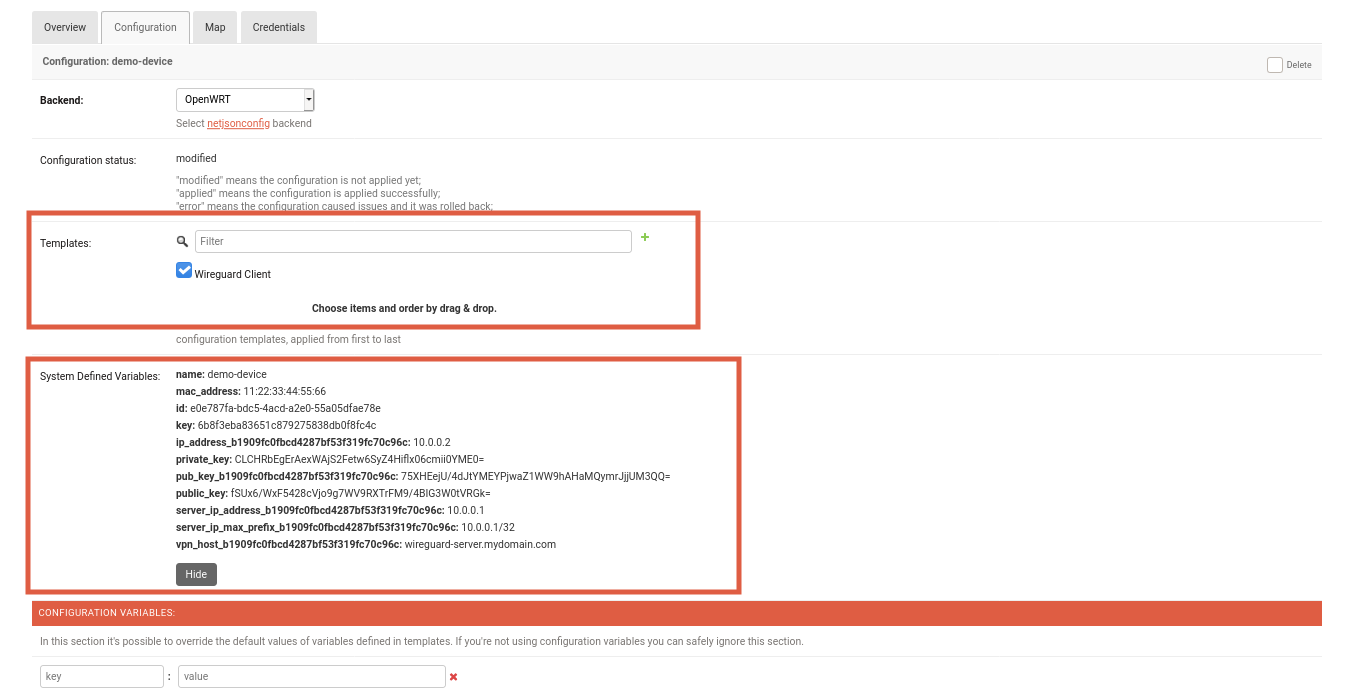 Overview Configuration Map Credentials
Configuration: demo-device Delete
Backend: OpenWRT
Select netjsonconfig backend
Configuration status: modified
"modified" means the configuration is not applied yet;
"applied" means the configuration is applied successfully;
"error" means the configuration caused issues and it was rolled back;
Templates: Filter
Wireguard Client
Choose items and order by drag & drop.
configuration templates, applied from first to last
System Defined Variables: name: demo-device
mac_address: 11:22:33:44:55:66
id: e0e787fa-bdc5-4acd-a2e0-55a05dfae78e
key: 6b8f3eba83651c879275838db0f8fc4c
ip_address_b1909fc0fbcd4287bf53f319fc70c96c: 10.0.0.2
private_key: CLCHRbEgErAexWAjS2Fetw6SyZ4Hiflx06cmii0YME0=
pub_key_b1909fc0fbcd4287bf53f319fc70c96c: 75XHEejU/4dJtYMEYPjwaZ1WW9hAHaMQymrJjjUM3QQ=
public_key: fSUx6/WxF5428cVjo9g7WV9RXTrFM9/4BIG3W0tVRGk=
server_ip_address_b1909fc0fbcd4287bf53f319fc70c96c: 10.0.0.1
server_ip_max_prefix_b1909fc0fbcd4287bf53f319fc70c96c: 10.0.0.1/32
vpn_host_b1909fc0fbcd4287bf53f319fc70c96c: wireguard-server.mydomain.com
Hide
CONFIGURATION VARIABLES:
In this section it's possible to override the default values of variables defined in templates. If you're not using configuration variables you can safely ignore this section.
key : value